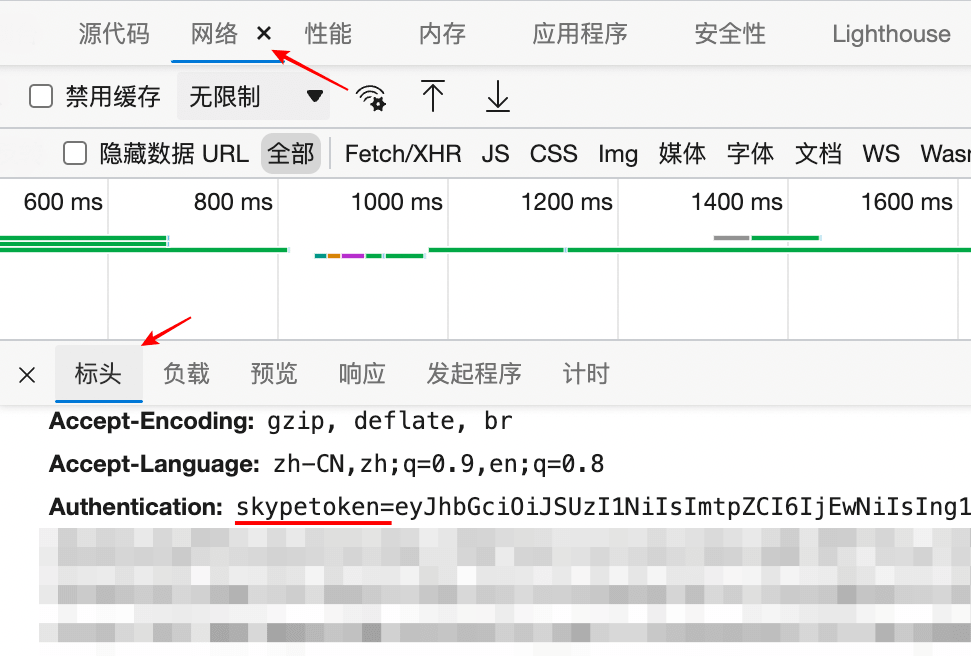 源代码 网络 × 性能 内存 应用程序 安全性 Lighthouse
禁用缓存 无限制
隐藏数据 URL 全部 Fetch/XHR JS CSS Img 媒体 字体 文档 WS Wasm
600 ms 800 ms 1000 ms 1200 ms 1400 ms 1600 ms
× 标头 负载 预览 响应 发起程序 计时
Accept-Encoding: gzip, deflate, br
Accept-Language: zh-CN,zh;q=0.9,en;q=0.8
Authentication: skypetoken=eyJhbGciOiJSUzI1NiIsImtpZCI6IjEwNiIsIng1